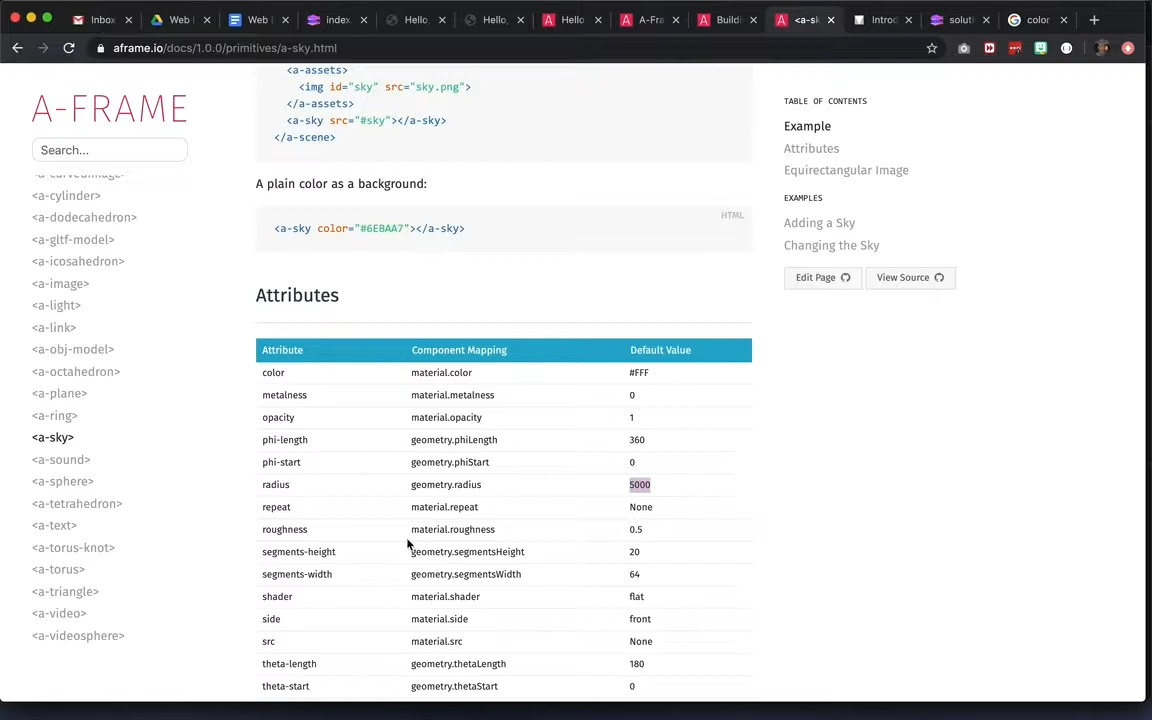 Inbox
Web
Web
index
Hello,
Hello,
Hello
A-Fra
Buildi
<a-sk
Introd
soluti
color
aframe.io/docs/1.0.0/primitives/a-sky.html
A-FRAME
Search...
<a-curvedimage>
<a-cylinder>
<a-dodecahedron>
<a-gltf-model>
<a-icosahedron>
<a-image>
<a-light>
<a-link>
<a-obj-model>
<a-octahedron>
<a-plane>
<a-ring>
<a-sky>
<a-sound>
<a-sphere>
<a-tetrahedron>
<a-text>
<a-torus-knot>
<a-torus>
<a-triangle>
<a-video>
<a-videosphere>
<a-assets>
<img id="sky" src="sky.png">
</a-assets>
<a-sky src="#sky"></a-sky>
</a-scene>
A plain color as a background:
HTML
<a-sky color="#6EBAA7"></a-sky>
Attributes
Attribute Component Mapping Default Value
color material.color #FFF
metalness material.metalness 0
opacity material.opacity 1
phi-length geometry.phiLength 360
phi-start geometry.phiStart 0
radius geometry.radius 5000
repeat material.repeat None
roughness material.roughness 0.5
segments-height geometry.segmentsHeight 20
segments-width geometry.segmentsWidth 64
shader material.shader flat
side material.side front
src material.src None
theta-length geometry.thetaLength 180
theta-start geometry.thetaStart 0
TABLE OF CONTENTS
Example
Attributes
Equirectangular Image
EXAMPLES
Adding a Sky
Changing the Sky
Edit Page View Source